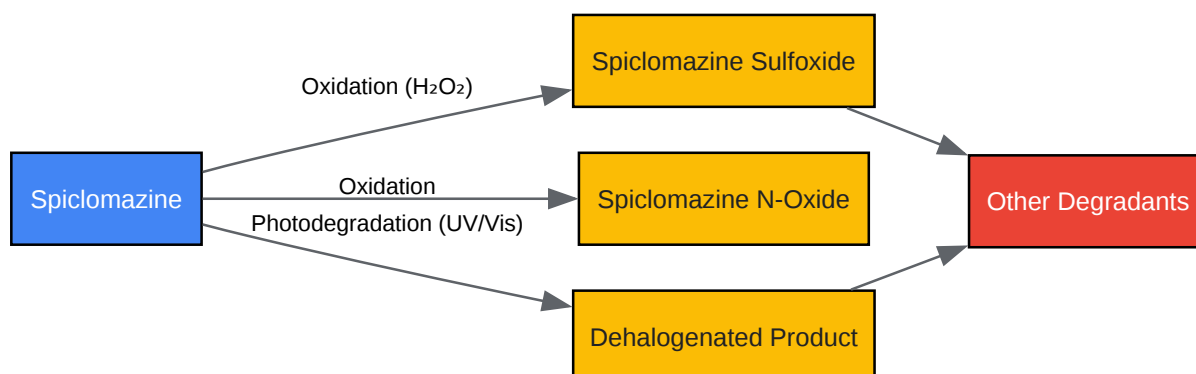 Spiclomazine Sulfoxide
Oxidation (H₂O₂)
Spiclomazine
Oxidation
Spiclomazine N-Oxide
Other Degradants
Photodegradation (UV/Vis)
Dehalogenated Product